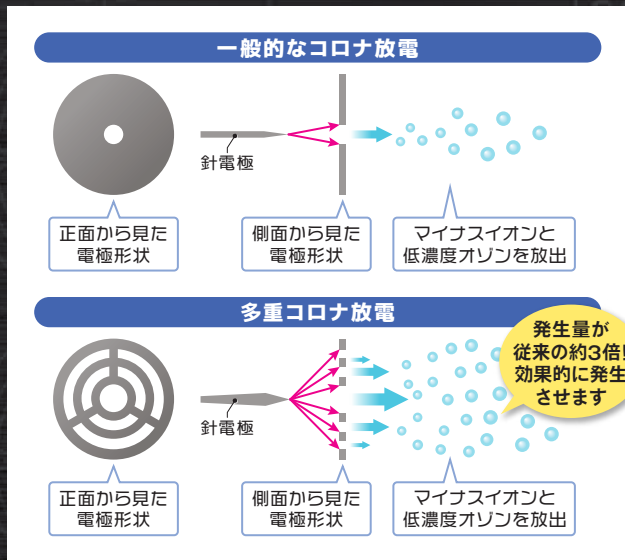 一般的なコロナ放電
針電極
正面から見た
電極形状
側面から見た
電極形状
マイナスイオンと
低濃度オゾンを放出
多重コロナ放電
発生量が
従来の約3倍!
効果的に発生
させます
針電極
正面から見た
電極形状
側面から見た
電極形状
マイナスイオンと
低濃度オゾンを放出